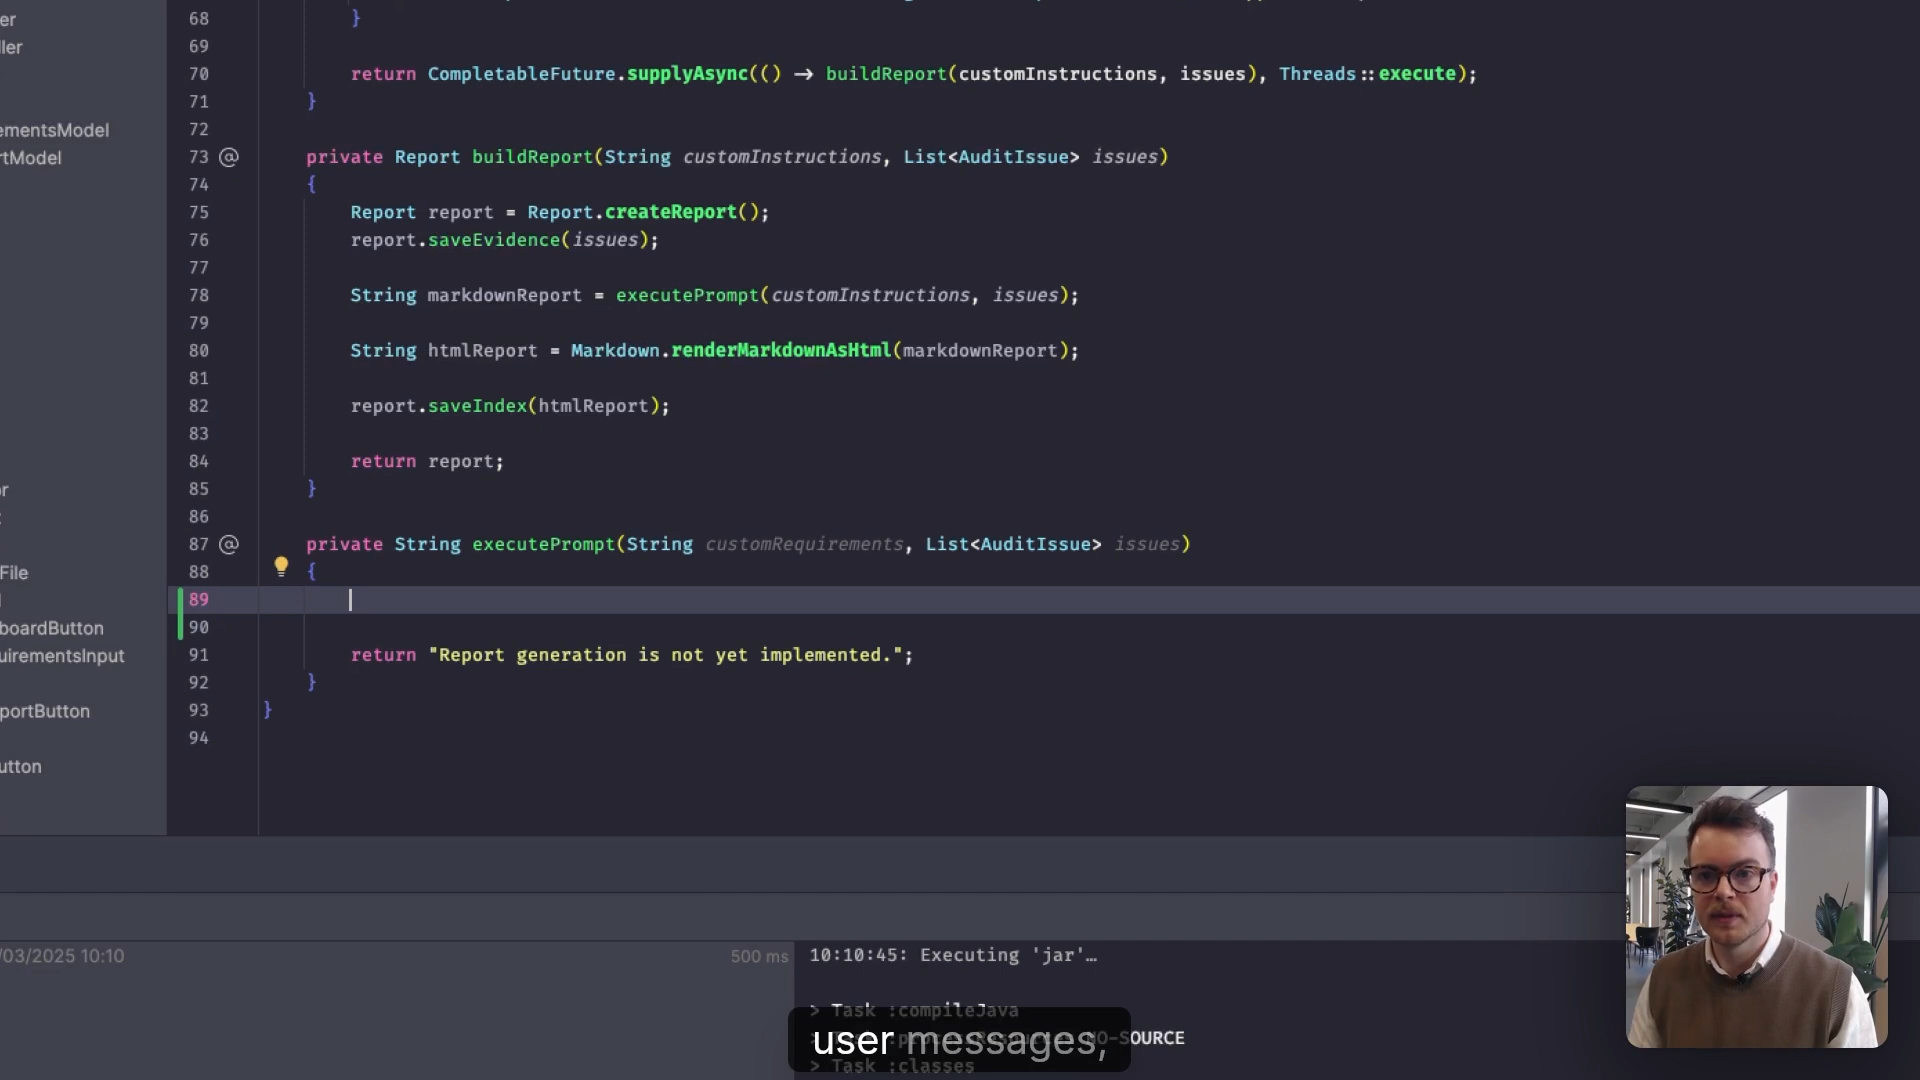 er
ller
ementsModel
rtModel
or
File
boardButton
uirementsInput
portButton
utton
68 }
69
70 return CompletableFuture.supplyAsync(() → buildReport(customInstructions, issues), Threads::execute);
71 }
72
73 @ private Report buildReport(String customInstructions, List<AuditIssue> issues)
74 {
75 Report report = Report.createReport();
76 report.saveEvidence(issues);
77
78 String markdownReport = executePrompt(customInstructions, issues);
79
80 String htmlReport = Markdown.renderMarkdownAsHtml(markdownReport);
81
82 report.saveIndex(htmlReport);
83
84 return report;
85 }
86
87 @ private String executePrompt(String customRequirements, List<AuditIssue> issues)
88 {
89
90
91 return "Report generation is not yet implemented.";
92 }
93 }
94
/03/2025 10:10 500 ms
10:10:45: Executing 'jar'…
> Task :compileJava
> Task :processResources NO-SOURCE
> Task :classes
user messages,